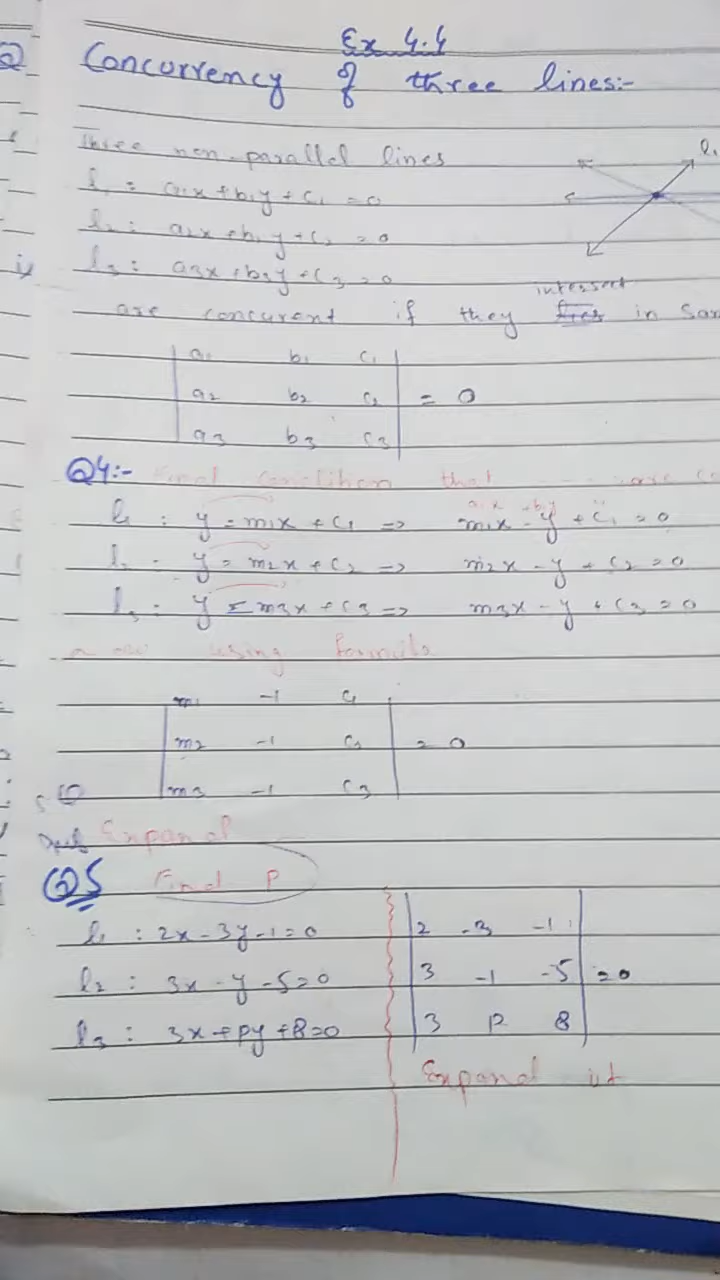 Ex 4.4
Concurrency of three lines:-
Three non-parallel lines
l₁ : a₁x + b₁y + c₁ = 0
l₂ : a₂x + b₂y + c₂ = 0
l₃ : a₃x + b₃y + c₃ = 0
intersect
are concurent if they in
a₁ b₁ c₁
a₂ b₂ c₂ = 0
a₃ b₃ c₃
Q4:- Find condition that are
l₁ : y = m₁x + c₁ => m₁x - y + c₁ = 0
l₂ : y = m₂x + c₂ => m₂x - y + c₂ = 0
l₃ : y = m₃x + c₃ => m₃x - y + c₃ = 0
using formula
m₁ -1 c₁
m₂ -1 c₂ = 0
m₃ -1 c₃
Expand
Q5 Find P
l₁ : 2x - 3y - 1 = 0
l₂ : 3x - y - 5 = 0
l₃ : 3x + py + 8 = 0
2 -3 -1
3 -1 -5 = 0
3 p 8
Expand it